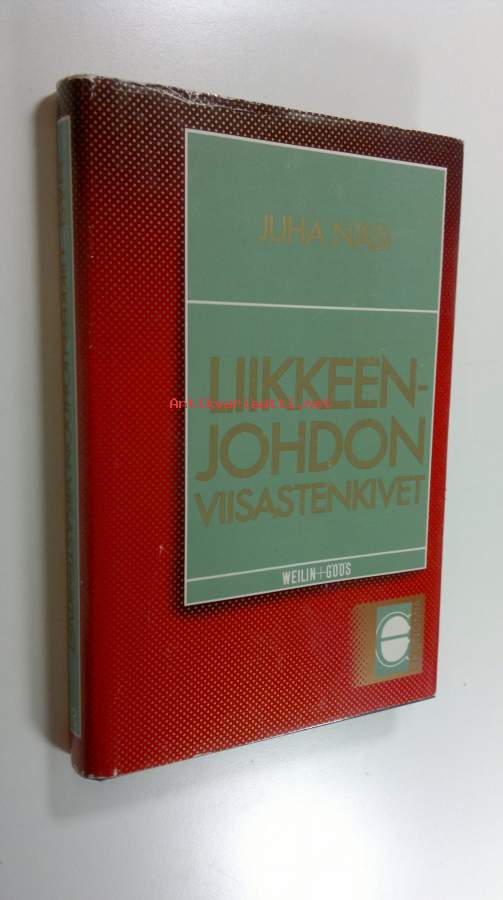 JUHA NÄSI
LIIKKEEN-
JOHDON
VIISASTENKIVET
WEILIN+GÖÖS
Antikvariaatti.net